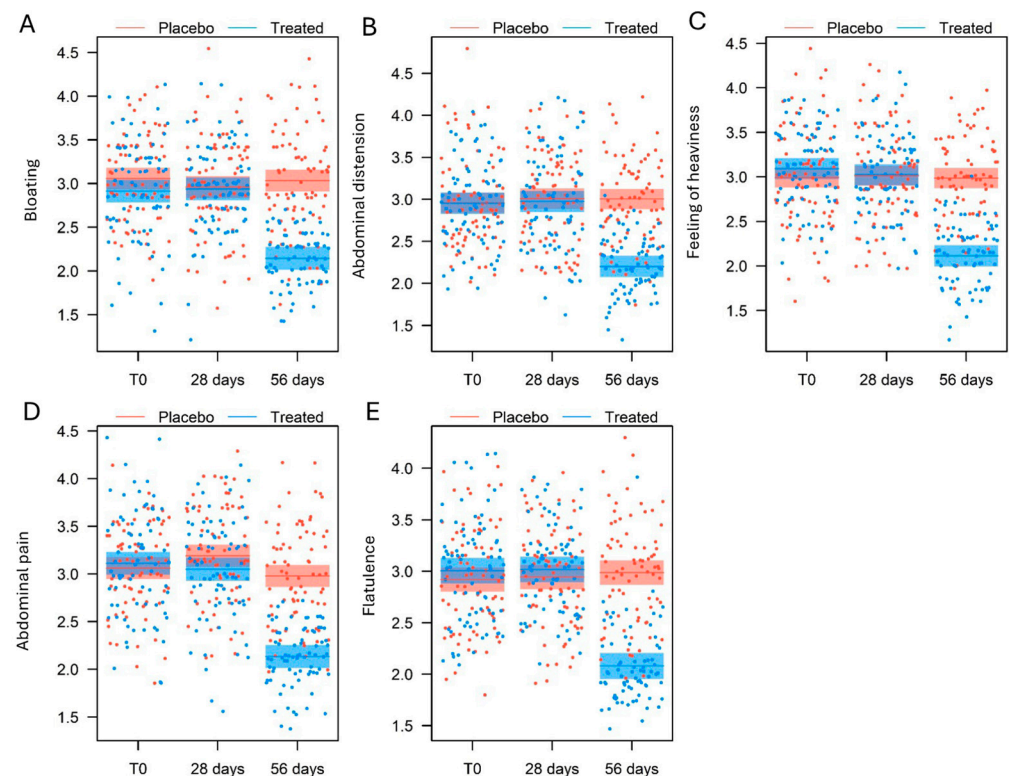 A
Placebo Treated
Bloating
4.5
4.0
3.5
3.0
2.5
2.0
1.5
T0 28 days 56 days
B
Placebo Treated
Abdominal distension
4.5
4.0
3.5
3.0
2.5
2.0
1.5
T0 28 days 56 days
C
Placebo Treated
Feeling of heaviness
4.5
4.0
3.5
3.0
2.5
2.0
1.5
T0 28 days 56 days
D
Placebo Treated
Abdominal pain
4.5
4.0
3.5
3.0
2.5
2.0
1.5
T0 28 days 56 days
E
Placebo Treated
Flatulence
4.0
3.5
3.0
2.5
2.0
1.5
T0 28 days 56 days